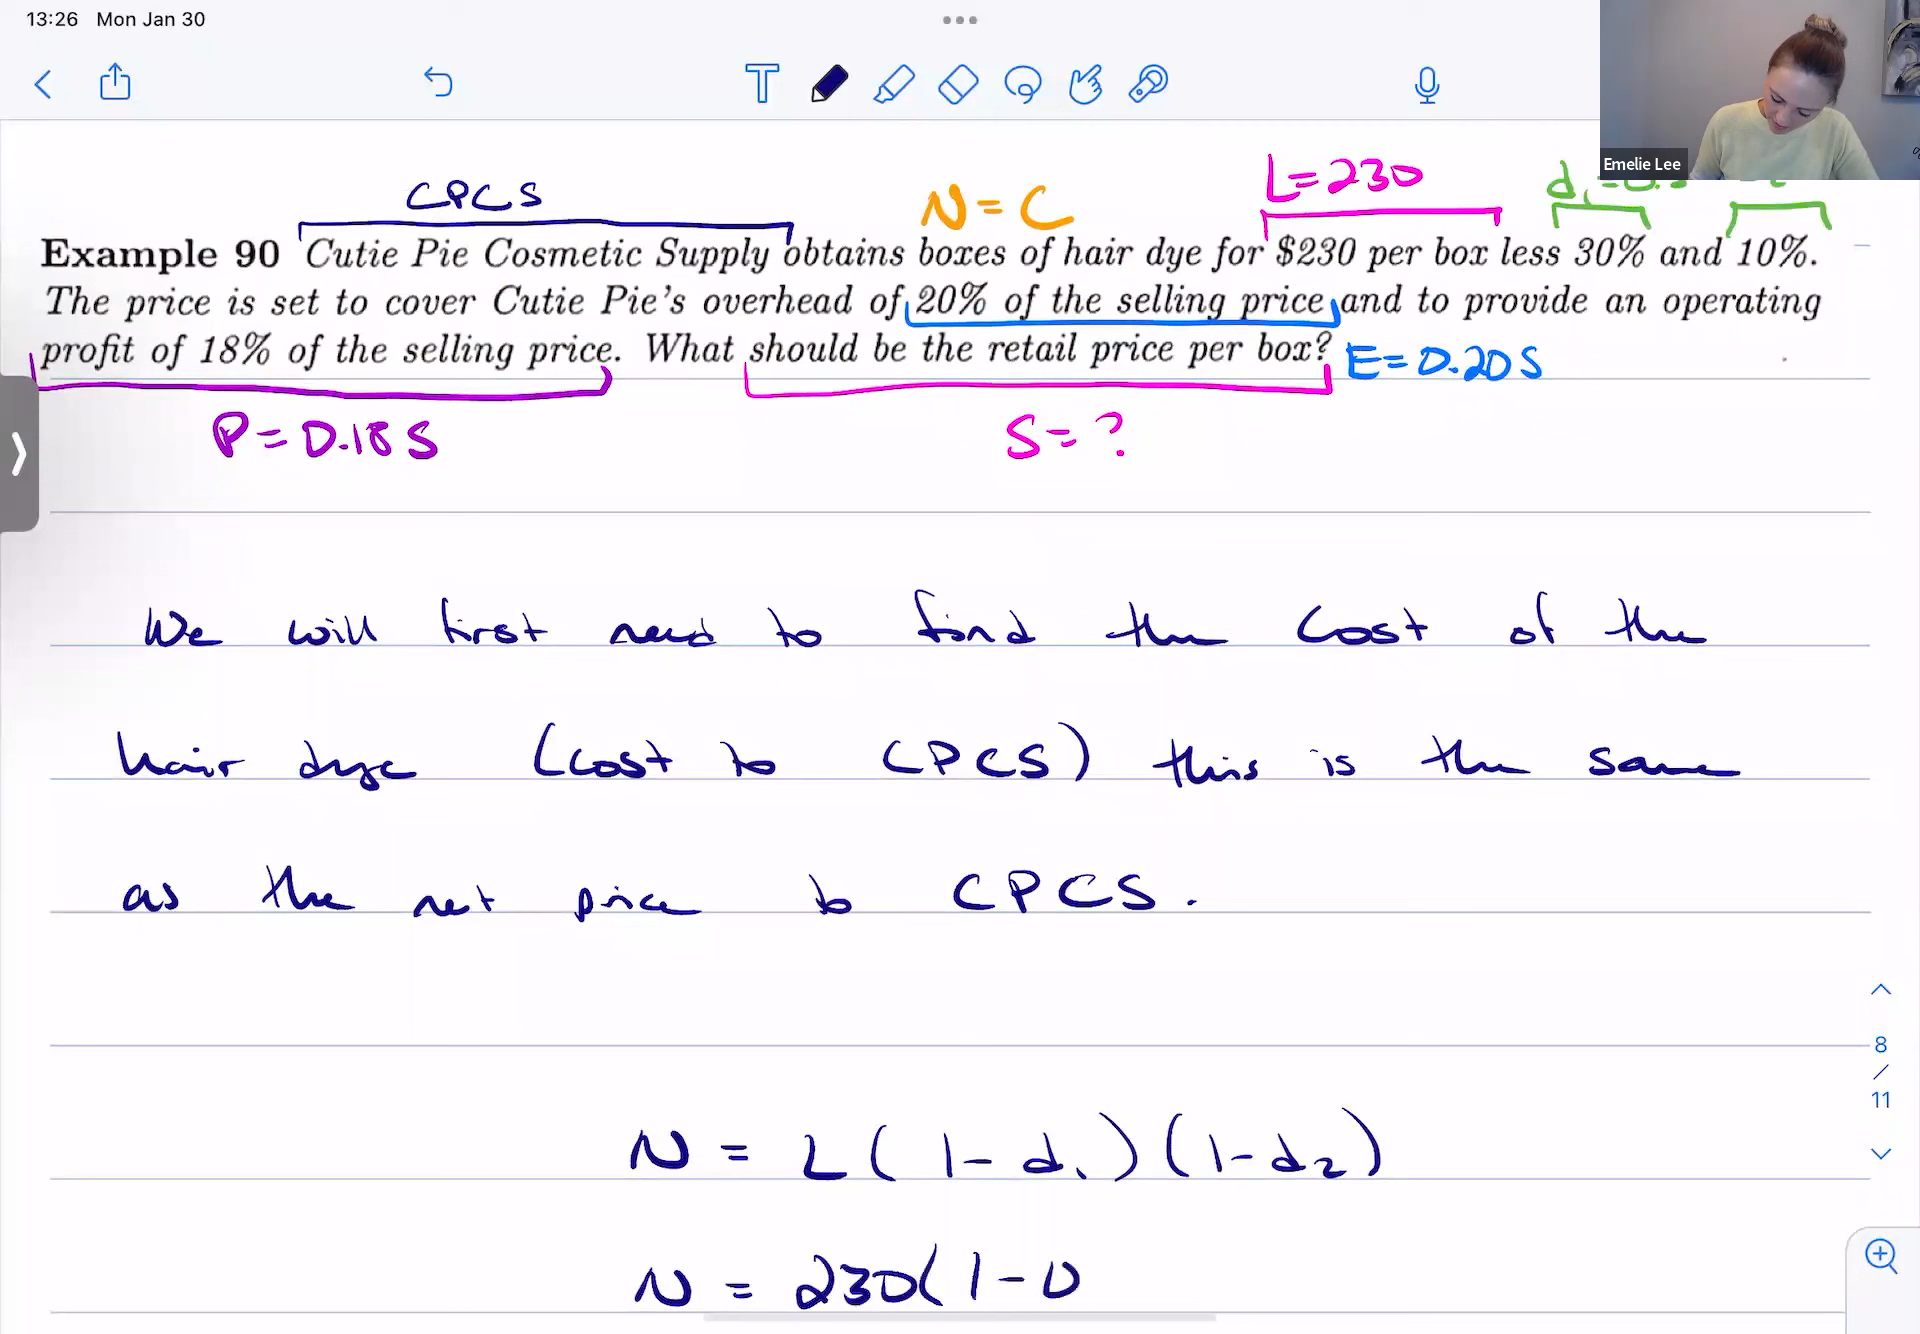 13:26 Mon Jan 30
Emelie Lee
CPCS
N = C
L = 230
Example 90 Cutie Pie Cosmetic Supply obtains boxes of hair dye for $230 per box less 30% and 10%.
The price is set to cover Cutie Pie's overhead of 20% of the selling price and to provide an operating
profit of 18% of the selling price. What should be the retail price per box?
E = 0.20S
P = 0.18S
S = ?
We will first need to find the cost of the
hair dye (cost to CPCS) this is the same
as the net price to CPCS.
8
/
11
N = L(1-d₁)(1-d₂)
N = 230(1-0